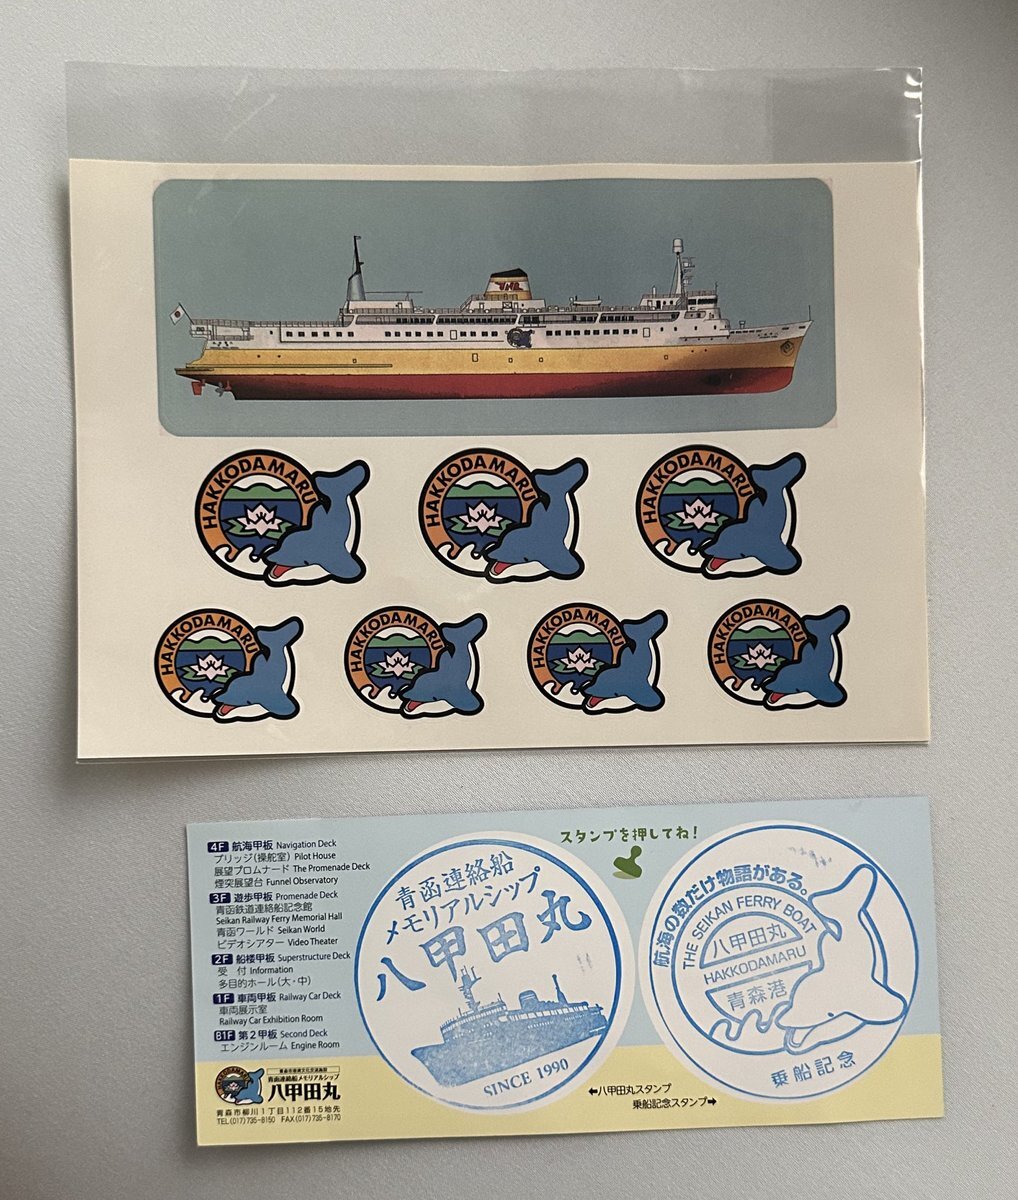 JNR
HAKKODAMARU
HAKKODAMARU
HAKKODAMARU
HAKKODAMARU
HAKKODAMARU
HAKKODAMARU
HAKKODAMARU
4F 航海甲板 Navigation Deck
ブリッジ(操舵室) Pilot House
展望プロムナード The Promenade Deck
煙突展望台 Funnel Observatory
3F 遊歩甲板 Promenade Deck
青函鉄道連絡船記念館
Seikan Railway Ferry Memorial Hall
青函ワールド Seikan World
ビデオシアター Video Theater
2F 船楼甲板 Superstructure Deck
受 付 Information
多目的ホール(大・中)
1F 車両甲板 Railway Car Deck
車両展示室
Railway Car Exhibition Room
B1F 第2甲板 Second Deck
エンジンルーム Engine Room
HAKKODAMARU
青函連絡船メモリアルシップ
八甲田丸
青森市柳川1丁目112番15地先
TEL(017)735-8150 FAX(017)735-8170
スタンプを押してね!
青函連絡船
メモリアルシップ
八甲田丸
SINCE 1990
航海の数だけ物語がある。
THE SEIKAN FERRY BOAT
八甲田丸
HAKKODAMARU
青森港
乗船記念
←八甲田丸スタンプ
乗船記念スタンプ→